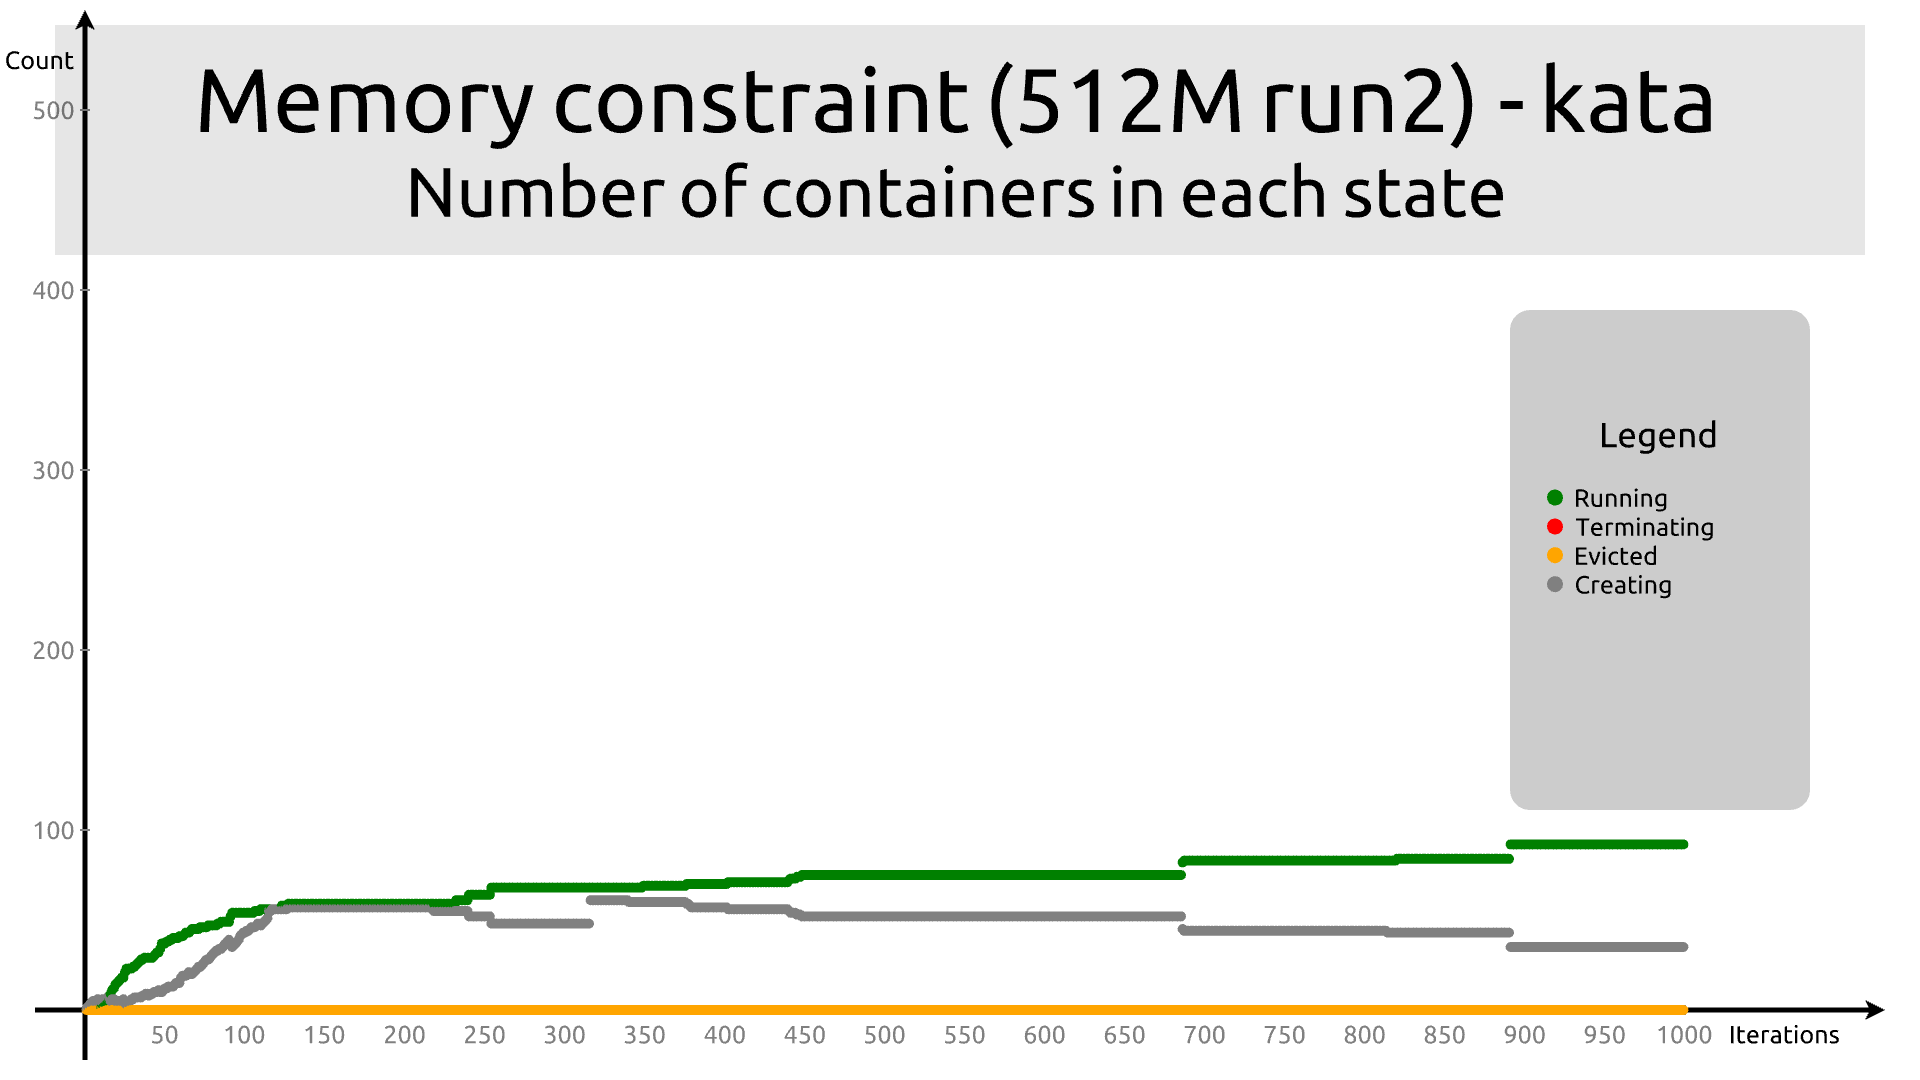 Memory constraint (512M run2) - kata
Number of containers in each state
Count
500
400
300
200
100
Legend
Running
Terminating
Evicted
Creating
50 100 150 200 250 300 350 400 450 500 550 600 650 700 750 800 850 900 950 1000 Iterations